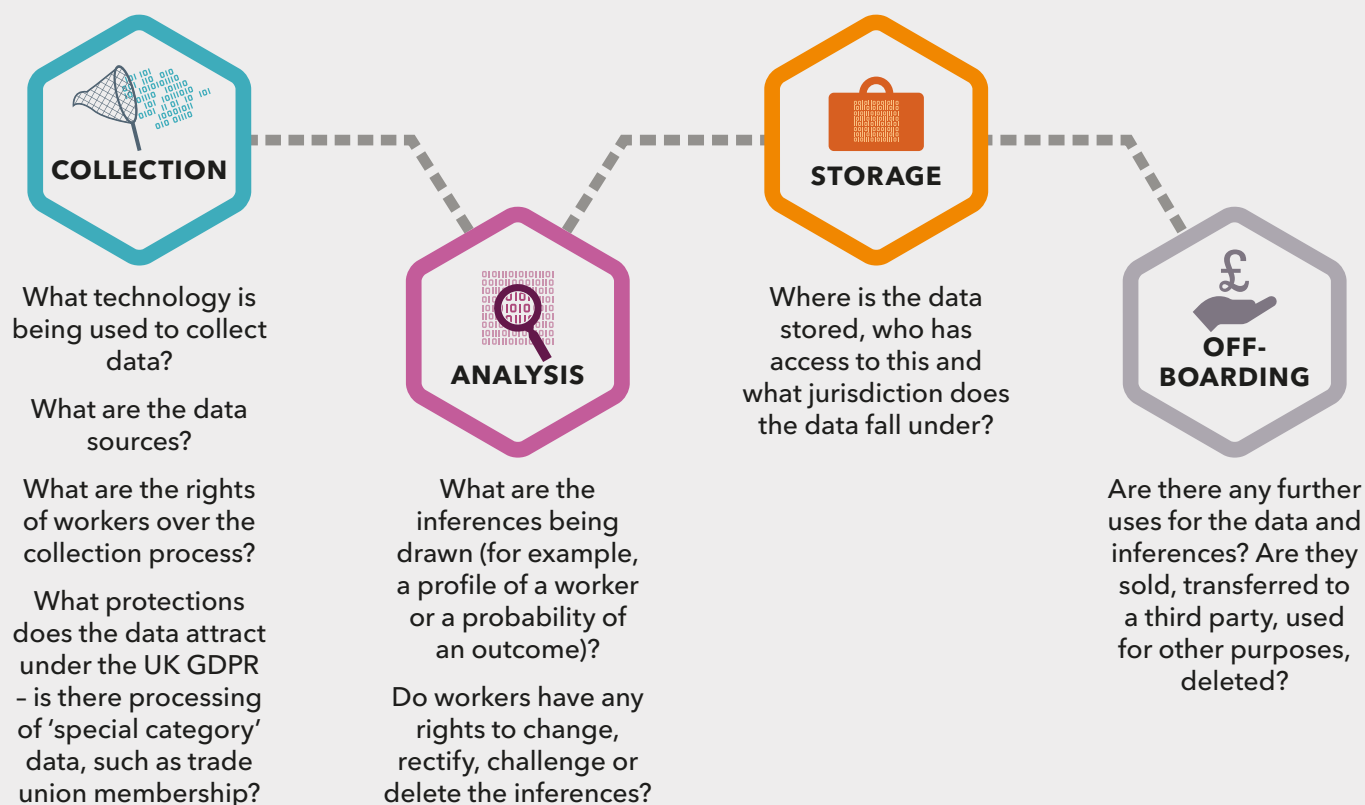 COLLECTION
What technology is
being used to collect
data?
What are the data
sources?
What are the rights
of workers over the
collection process?
What protections
does the data attract
under the UK GDPR
– is there processing
of ‘special category’
data, such as trade
union membership?
ANALYSIS
What are the
inferences being
drawn (for example,
a profile of a worker
or a probability of
an outcome)?
Do workers have any
rights to change,
rectify, challenge or
delete the inferences?
STORAGE
Where is the data
stored, who has
access to this and
what jurisdiction does
the data fall under?
£
OFF-
BOARDING
Are there any further
uses for the data and
inferences? Are they
sold, transferred to
a third party, used
for other purposes,
deleted?